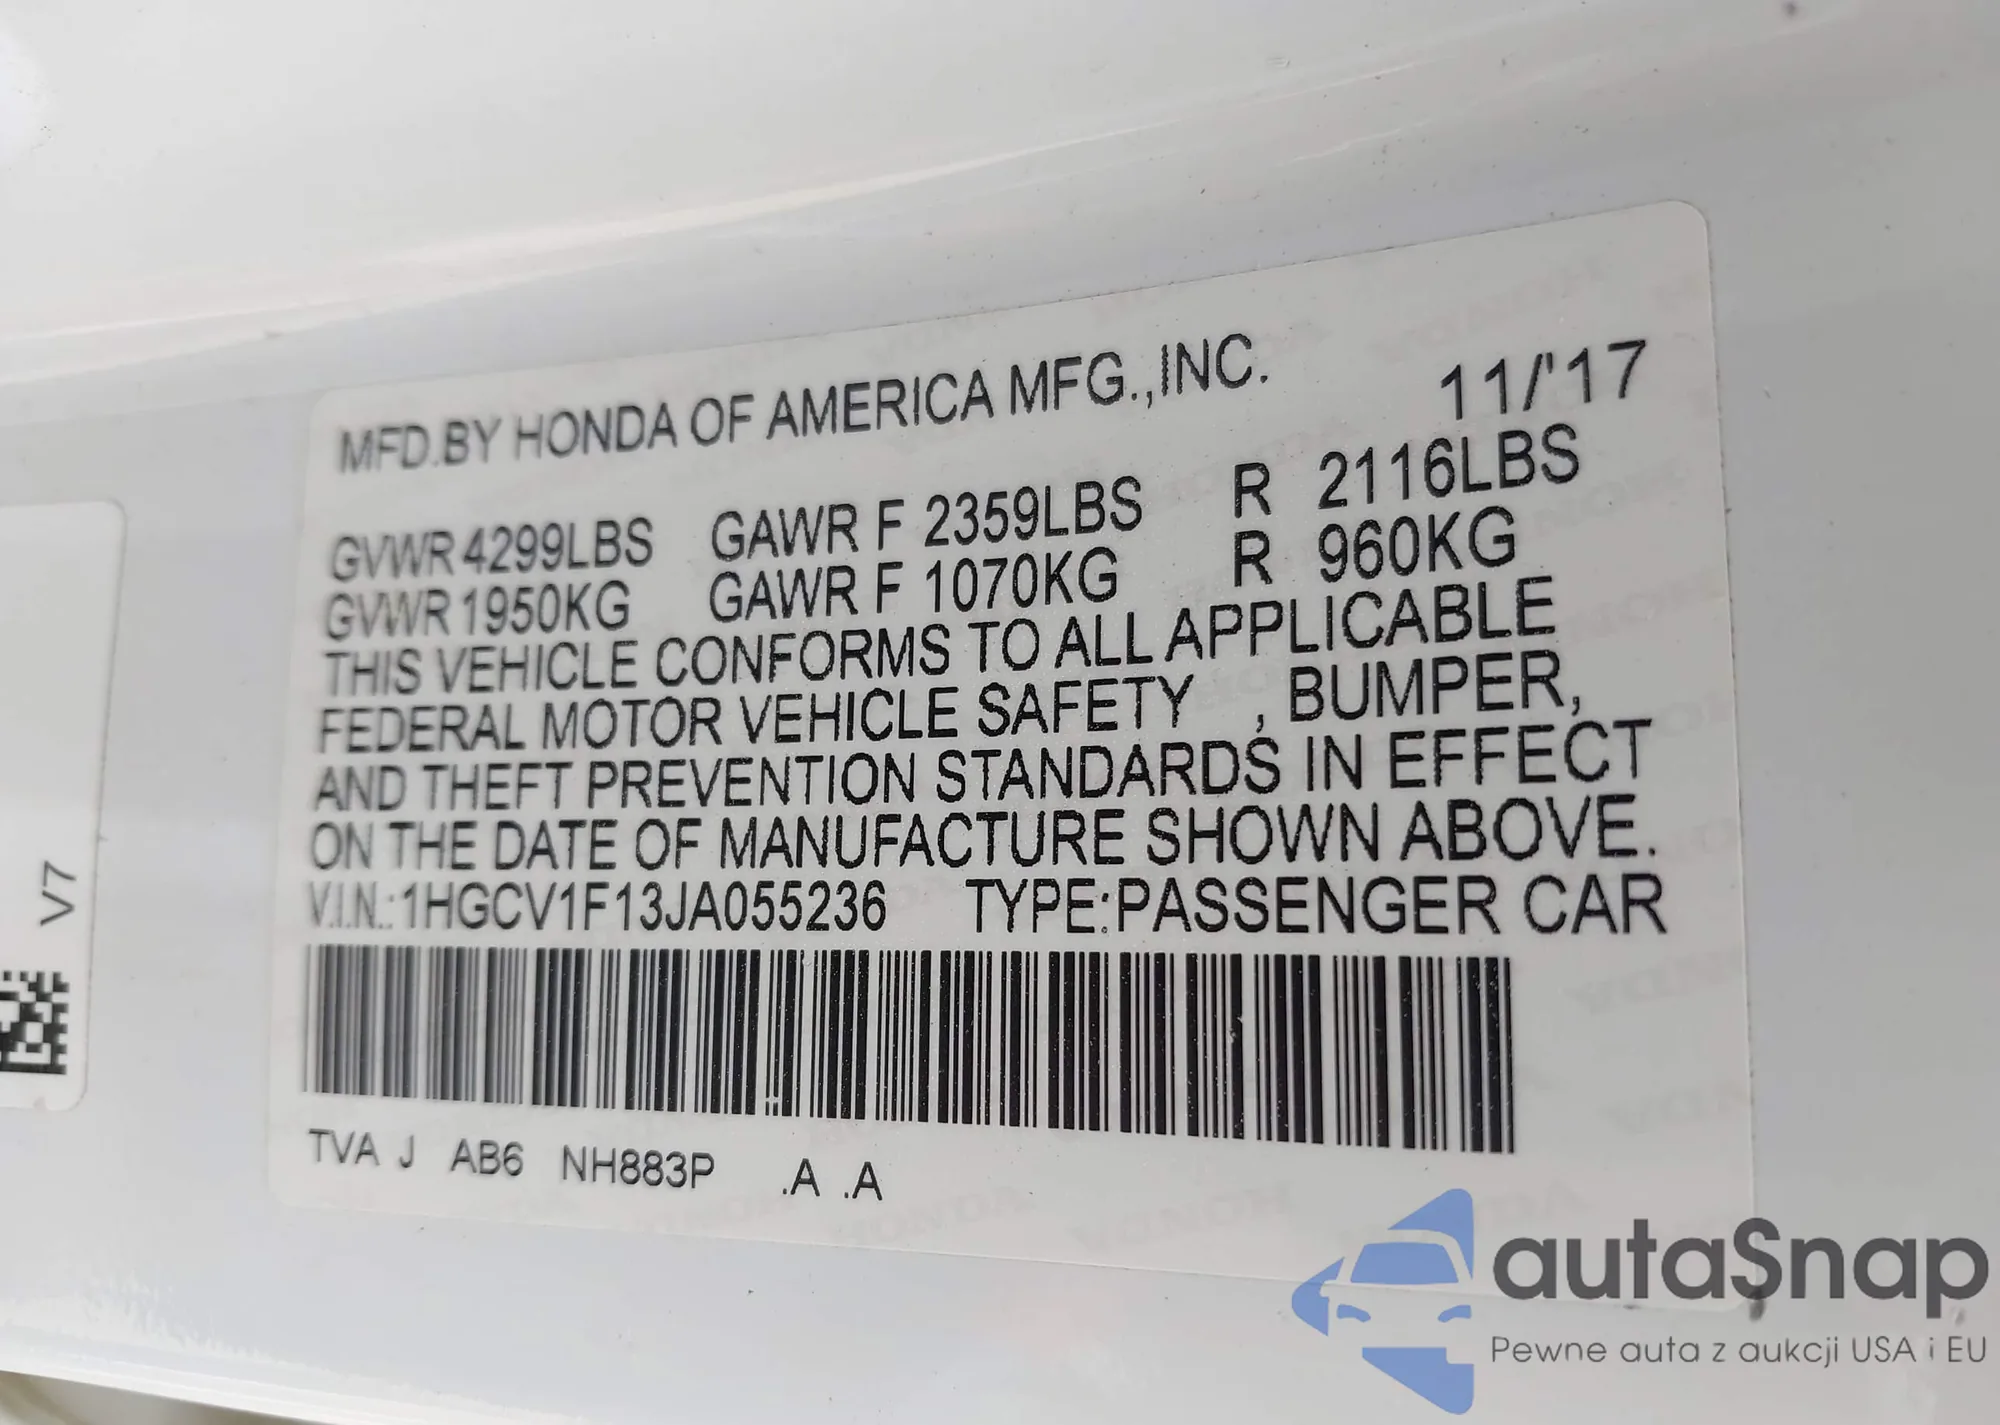 MFD.BY HONDA OF AMERICA MFG.,INC. 11/'17
GVWR 4299LBS GAWR F 2359LBS R 2116LBS
GVWR 1950KG GAWR F 1070KG R 960KG
THIS VEHICLE CONFORMS TO ALL APPLICABLE
FEDERAL MOTOR VEHICLE SAFETY , BUMPER,
AND THEFT PREVENTION STANDARDS IN EFFECT
ON THE DATE OF MANUFACTURE SHOWN ABOVE.
V.I.N.:1HGCV1F13JA055236 TYPE:PASSENGER CAR
TVA J AB6 NH883P .A .A
V7
autaSnap
Pewne auta z aukcji USA i EU